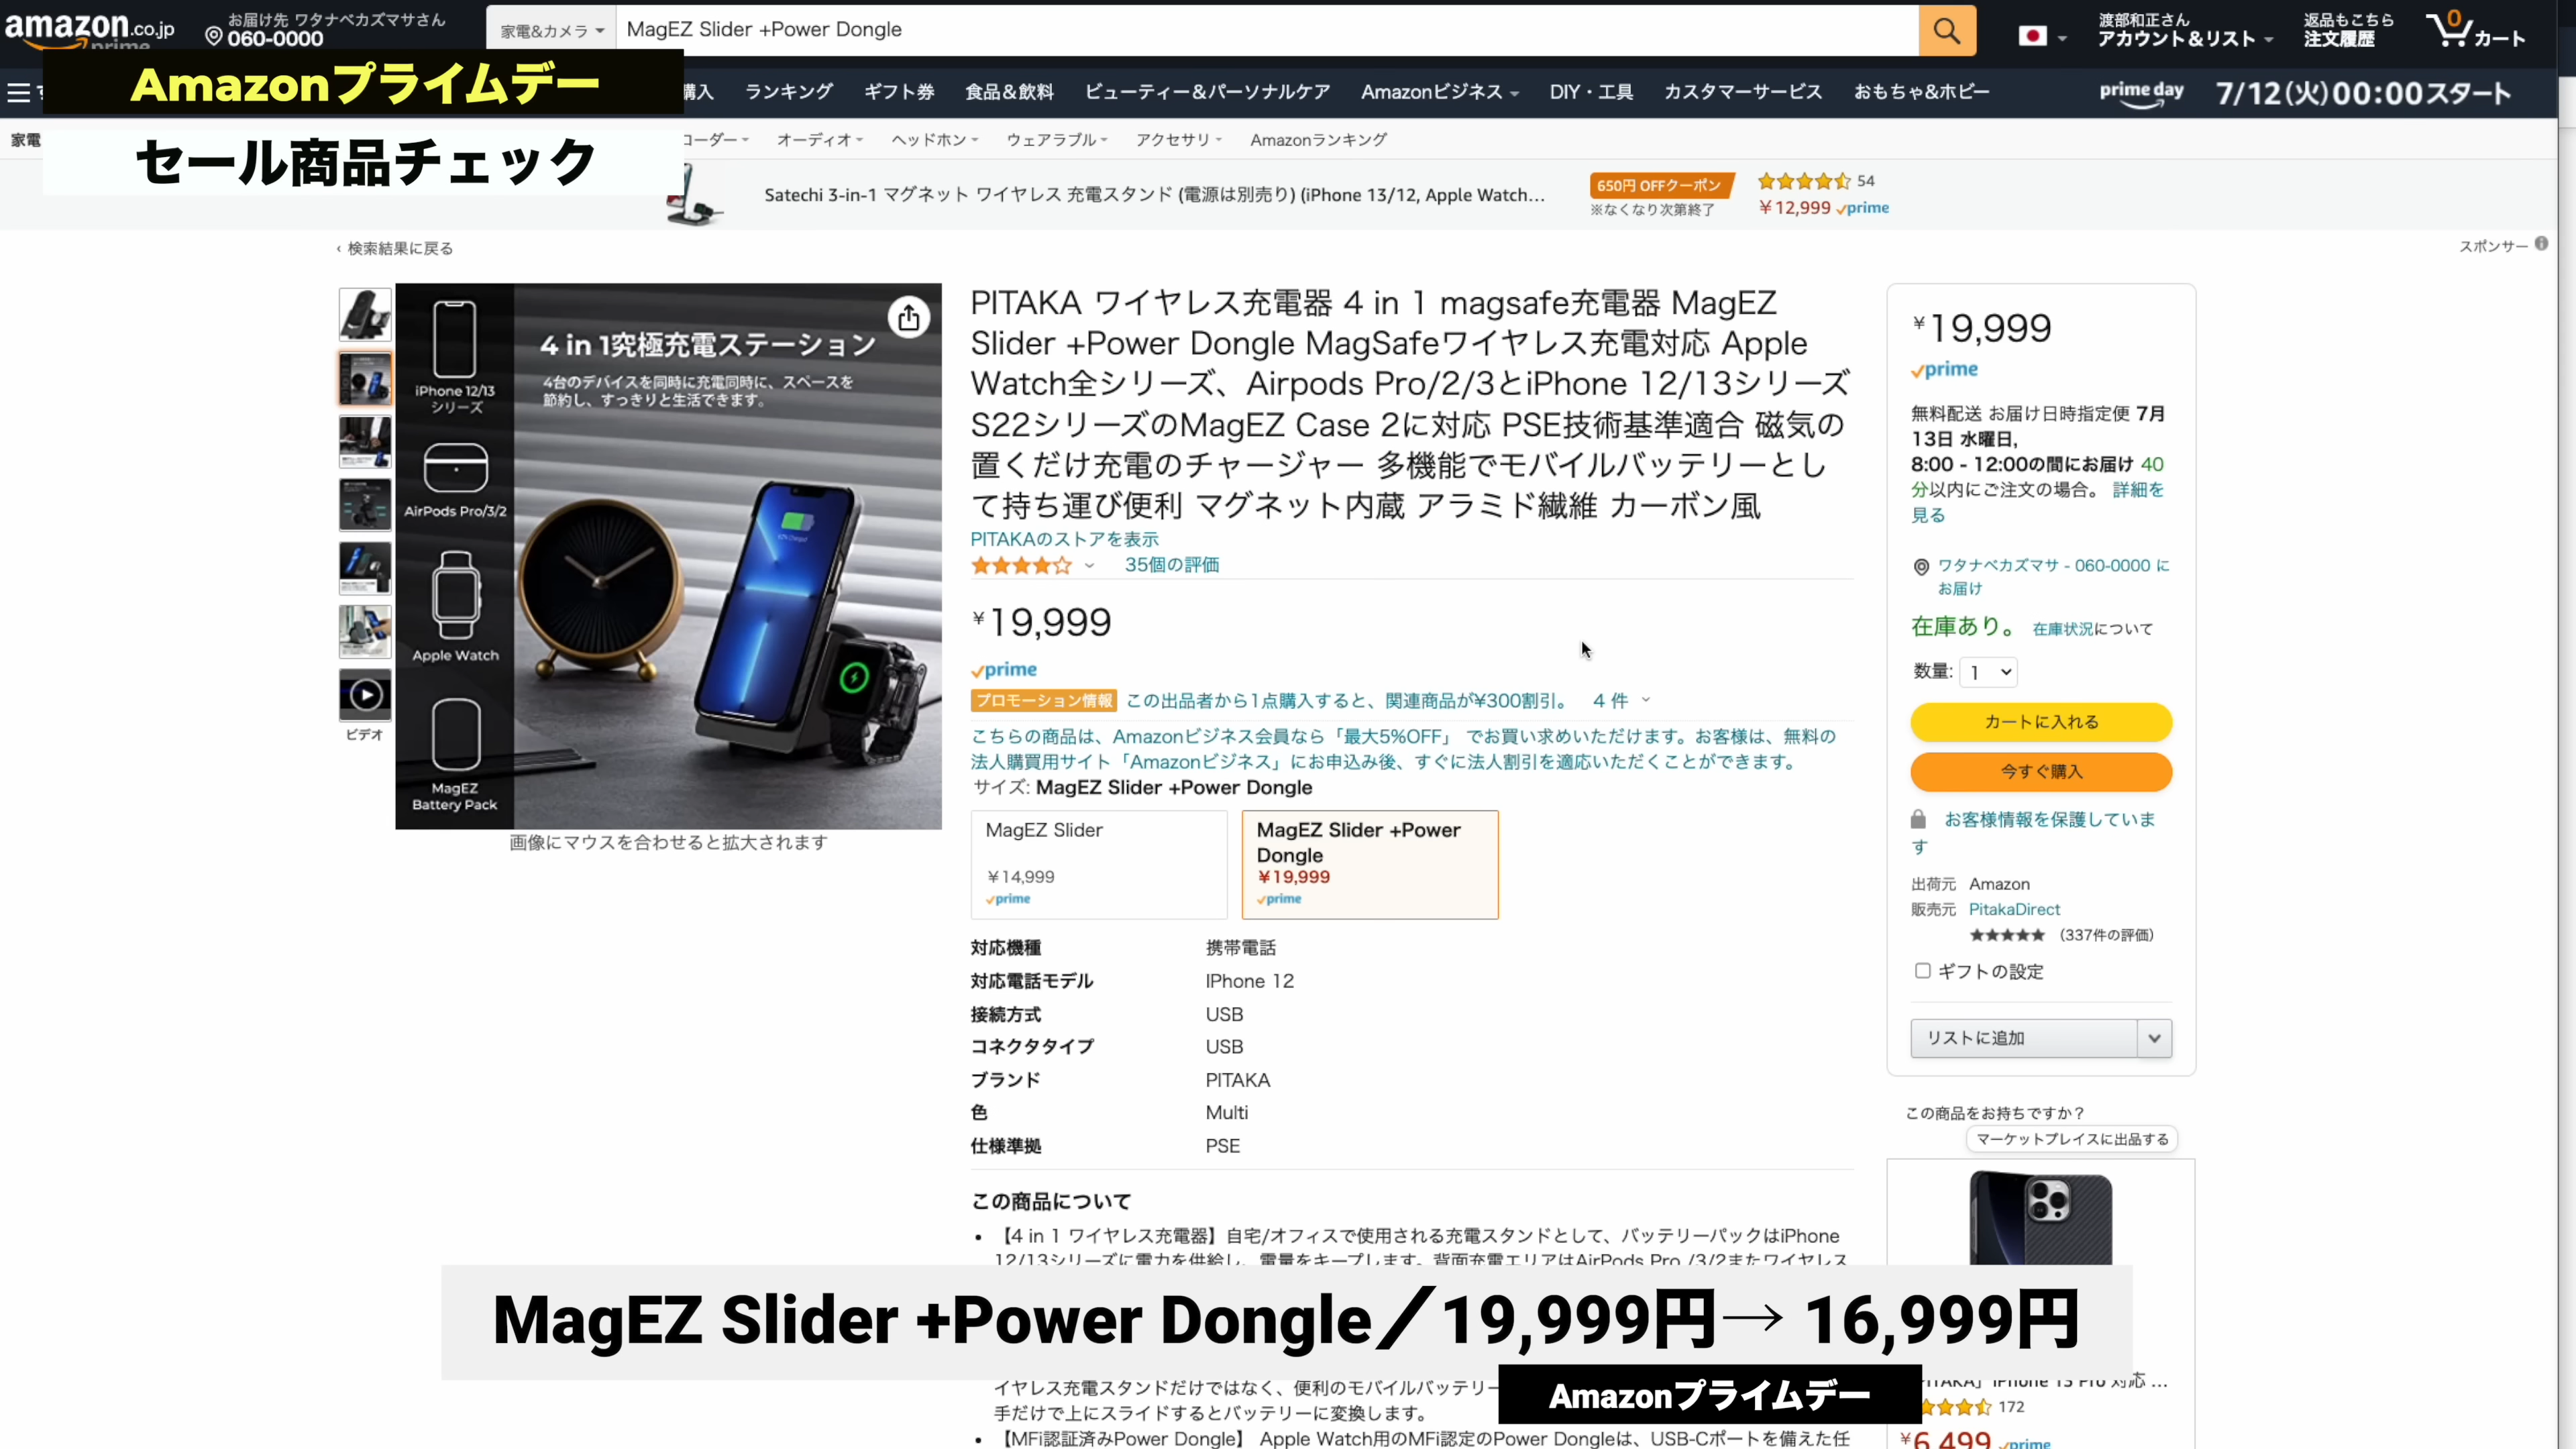 amazon.co.jp
prime
お届け先 ワタナベカズマサさん
060-0000
家電&カメラ
MagEZ Slider +Power Dongle
渡部和正さん
アカウント&リスト
返品もこちら
注文履歴
0
カート
Amazonプライムデー
購入
ランキング
ギフト券
食品&飲料
ビューティー&パーソナルケア
Amazonビジネス
DIY・工具
カスタマーサービス
おもちゃ&ホビー
prime day
7/12(火)00:00スタート
セール商品チェック
家電
コーダー
オーディオ
ヘッドホン
ウェアラブル
アクセサリ
Amazonランキング
Satechi 3-in-1 マグネット ワイヤレス 充電スタンド (電源は別売り) (iPhone 13/12, Apple Watch...
650円 OFFクーポン
※なくなり次第終了
54
¥12,999 prime
‹ 検索結果に戻る
スポンサー
4 in 1究極充電ステーション
4台のデバイスを同時に充電同時に、スペースを
節約し、すっきりと生活できます。
iPhone 12/13
シリーズ
AirPods Pro/3/2
Apple Watch
MagEZ
Battery Pack
ビデオ
画像にマウスを合わせると拡大されます
PITAKA ワイヤレス充電器 4 in 1 magsafe充電器 MagEZ
Slider +Power Dongle MagSafeワイヤレス充電対応 Apple
Watch全シリーズ、Airpods Pro/2/3とiPhone 12/13シリーズ
S22シリーズのMagEZ Case 2に対応 PSE技術基準適合 磁気の
置くだけ充電のチャージャー 多機能でモバイルバッテリーとし
て持ち運び便利 マグネット内蔵 アラミド繊維 カーボン風
PITAKAのストアを表示
35個の評価
¥19,999
prime
プロモーション情報 この出品者から1点購入すると、関連商品が¥300割引。 4 件
こちらの商品は、Amazonビジネス会員なら「最大5%OFF」 でお買い求めいただけます。お客様は、無料の
法人購買用サイト「Amazonビジネス」にお申込み後、すぐに法人割引を適応いただくことができます。
サイズ: MagEZ Slider +Power Dongle
MagEZ Slider
¥14,999
prime
MagEZ Slider +Power
Dongle
¥19,999
prime
対応機種 携帯電話
対応電話モデル IPhone 12
接続方式 USB
コネクタタイプ USB
ブランド PITAKA
色 Multi
仕様準拠 PSE
この商品について
• 【4 in 1 ワイヤレス充電器】自宅/オフィスで使用される充電スタンドとして、バッテリーパックはiPhone
12/13シリーズに電力を供給し、電量をキープします。背面充電エリアはAirPods Pro /3/2またワイヤレス
イヤレス充電スタンドだけではなく、便利のモバイルバッテリー
手だけで上にスライドするとバッテリーに変換します。
• 【MFi認証済みPower Dongle】 Apple Watch用のMFi認定のPower Dongleは、USB-Cポートを備えた任
¥19,999
prime
無料配送 お届け日時指定便 7月
13日 水曜日,
8:00 - 12:00の間にお届け 40
分以内にご注文の場合。 詳細を
見る
ワタナベカズマサ - 060-0000 に
お届け
在庫あり。 在庫状況について
数量: 1
カートに入れる
今すぐ購入
お客様情報を保護していま
す
出荷元 Amazon
販売元 PitakaDirect
★★★★★ (337件の評価)
ギフトの設定
リストに追加
この商品をお持ちですか？
マーケットプレイスに出品する
172
¥6,499 prime
MagEZ Slider +Power Dongle／19,999円→ 16,999円
Amazonプライムデー